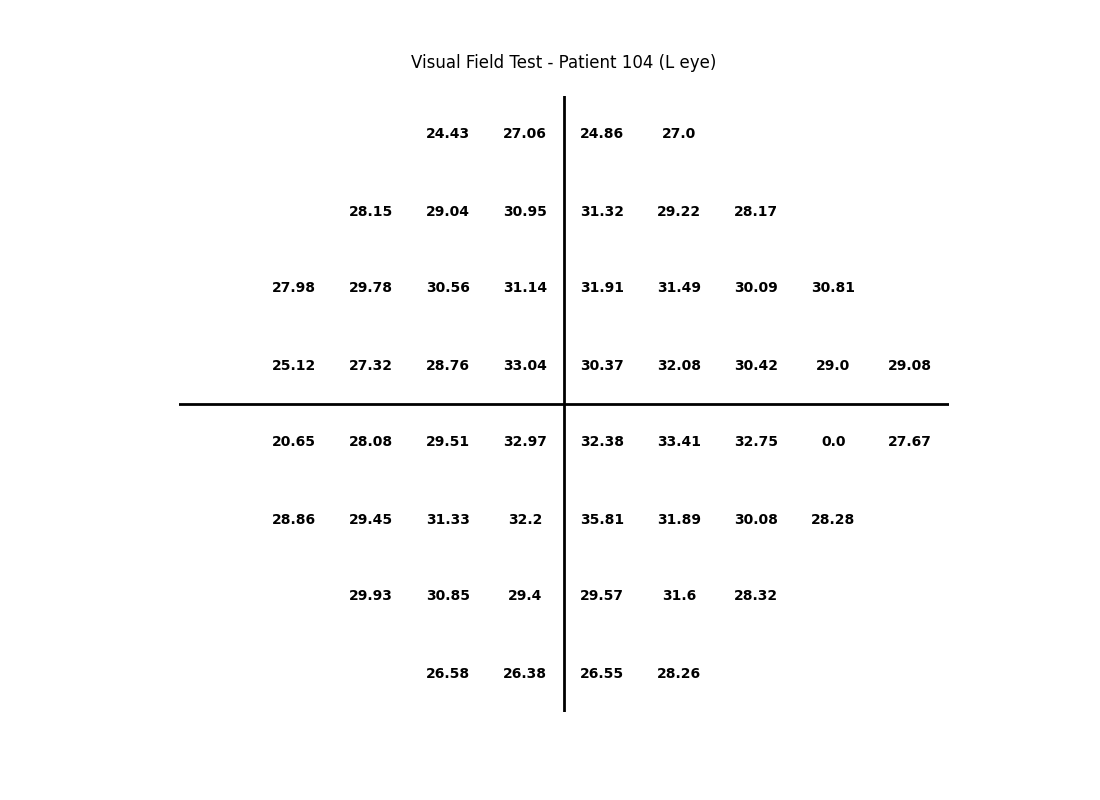 Visual Field Test - Patient 104 (L eye)
24.43 27.06 24.86 27.0
28.15 29.04 30.95 31.32 29.22 28.17
27.98 29.78 30.56 31.14 31.91 31.49 30.09 30.81
25.12 27.32 28.76 33.04 30.37 32.08 30.42 29.0 29.08
20.65 28.08 29.51 32.97 32.38 33.41 32.75 0.0 27.67
28.86 29.45 31.33 32.2 35.81 31.89 30.08 28.28
29.93 30.85 29.4 29.57 31.6 28.32
26.58 26.38 26.55 28.26